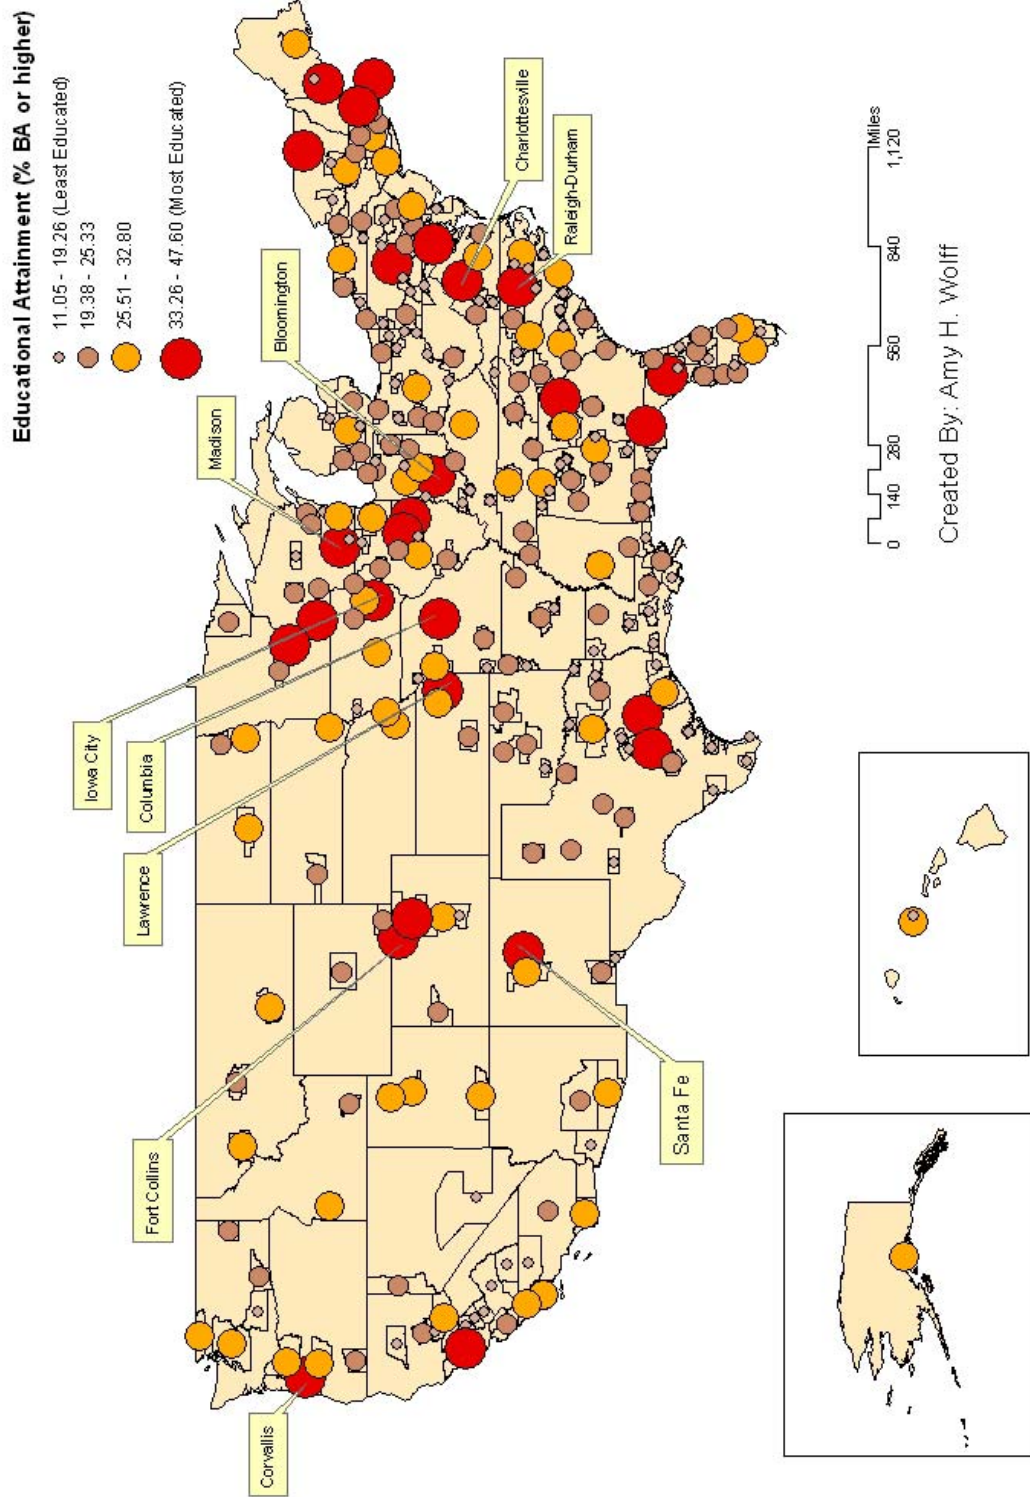 Educational Attainment (% BA or higher)
11.05 - 19.26 (Least Educated)
19.38 - 25.33
25.51 - 32.80
33.26 - 47.60 (Most Educated)
Corvallis
Fort Collins
Lawrence
Columbia
Iowa City
Madison
Bloomington
Charlottesville
Raleigh-Durham
Santa Fe
0 140 280 560 840 1,120
Miles
Created By: Amy H. Wolff